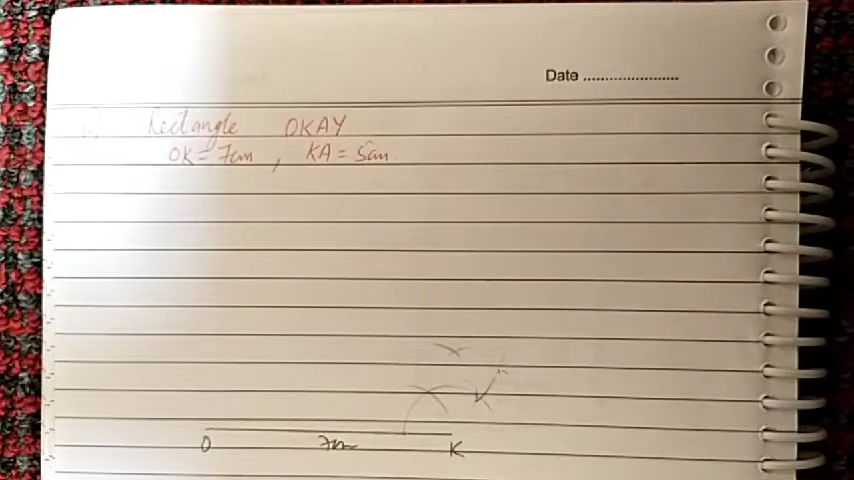 Date ........................
Rectangle OKAY
OK = 7cm , KA = 5cm.
O 7cm K